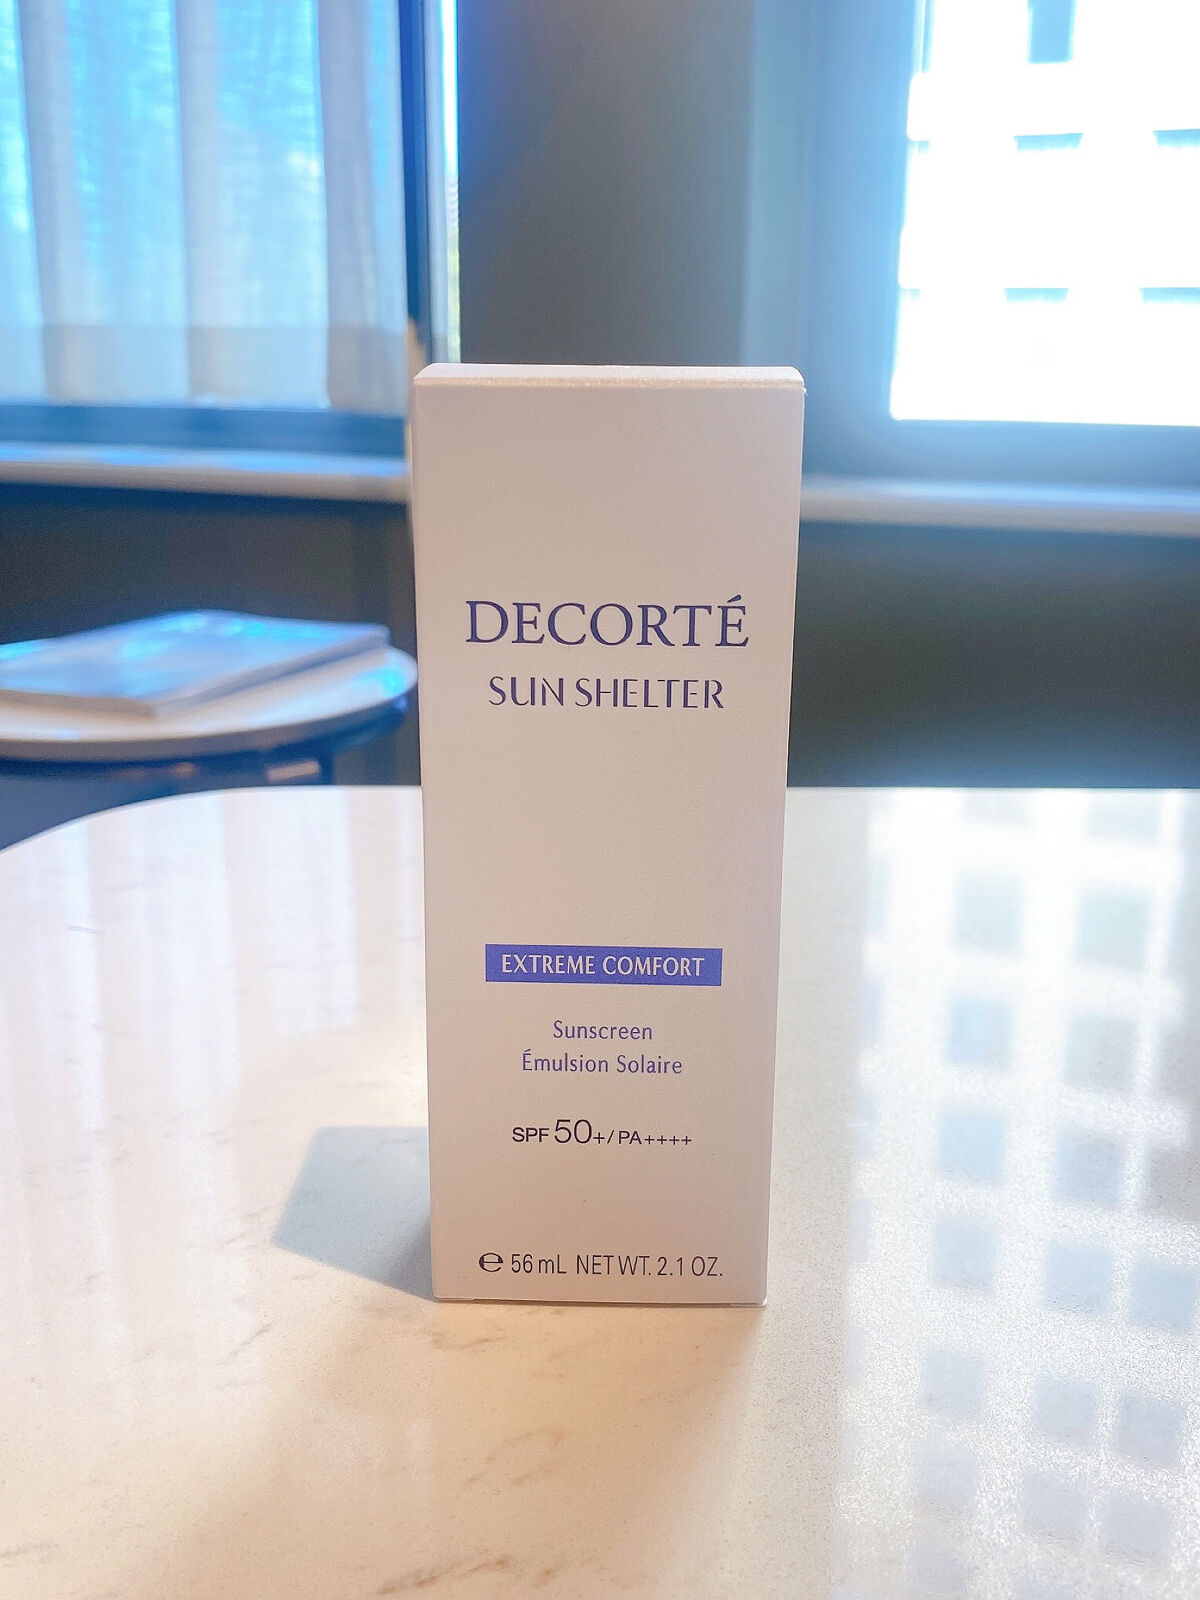 DECORTÉ
SUN SHELTER
EXTREME COMFORT
Sunscreen
Émulsion Solaire
SPF 50+/PA++++
℮ 56 mL NET WT. 2.1 OZ.